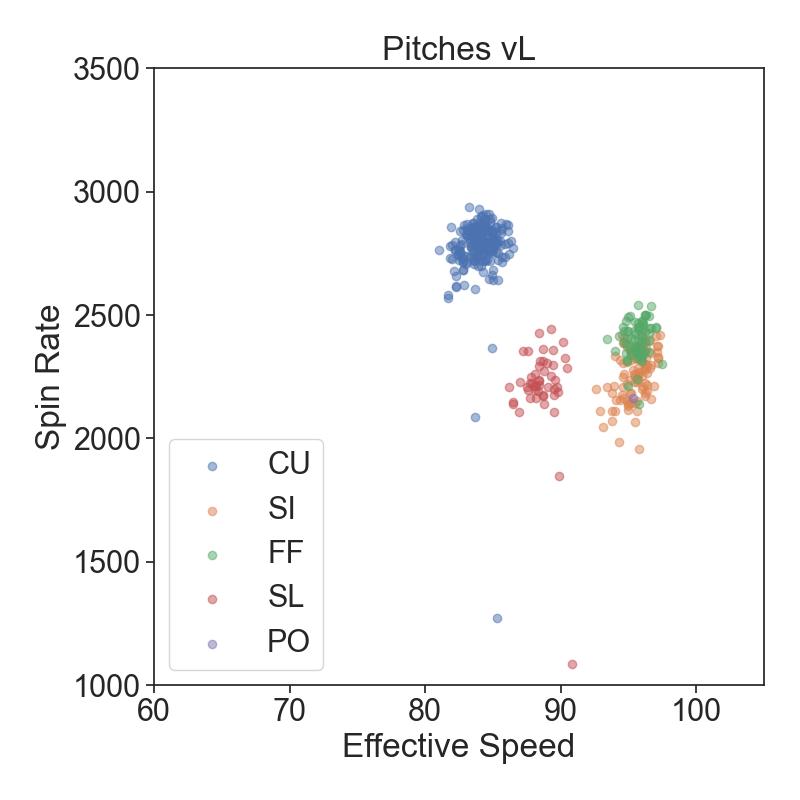 Pitches vL
3500
3000
2500
2000
1500
1000
Spin Rate
CU
SI
FF
SL
PO
60 70 80 90 100
Effective Speed